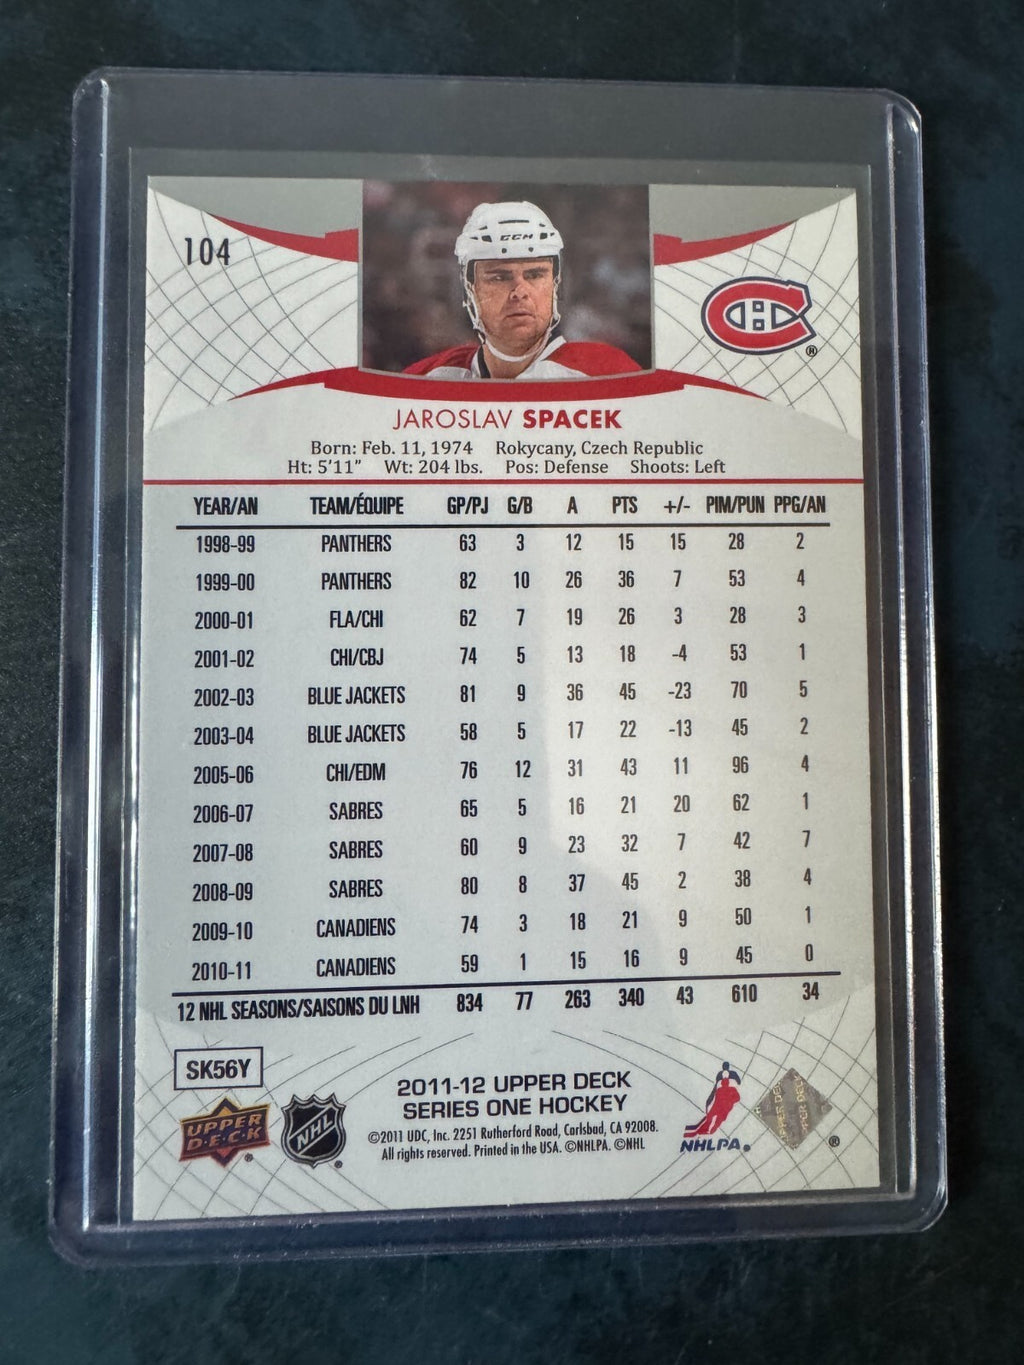 CCM
104
®
JAROSLAV SPACEK
Born: Feb. 11, 1974 Rokycany, Czech Republic
Ht: 5'11" Wt: 204 lbs. Pos: Defense Shoots: Left
YEAR/AN TEAM/ÉQUIPE GP/PJ G/B A PTS +/- PIM/PUN PPG/AN
1998-99 PANTHERS 63 3 12 15 15 28 2
1999-00 PANTHERS 82 10 26 36 7 53 4
2000-01 FLA/CHI 62 7 19 26 3 28 3
2001-02 CHI/CBJ 74 5 13 18 -4 53 1
2002-03 BLUE JACKETS 81 9 36 45 -23 70 5
2003-04 BLUE JACKETS 58 5 17 22 -13 45 2
2005-06 CHI/EDM 76 12 31 43 11 96 4
2006-07 SABRES 65 5 16 21 20 62 1
2007-08 SABRES 60 9 23 32 7 42 7
2008-09 SABRES 80 8 37 45 2 38 4
2009-10 CANADIENS 74 3 18 21 9 50 1
2010-11 CANADIENS 59 1 15 16 9 45 0
12 NHL SEASONS/SAISONS DU LNH 834 77 263 340 43 610 34
SK56Y
UPPER DECK ®
NHL ®
2011-12 UPPER DECK
SERIES ONE HOCKEY
©2011 UDC, Inc. 2251 Rutherford Road, Carlsbad, CA 92008.
All rights reserved. Printed in the USA. ©NHLPA. ©NHL
NHLPA®
UPPER DECK
®